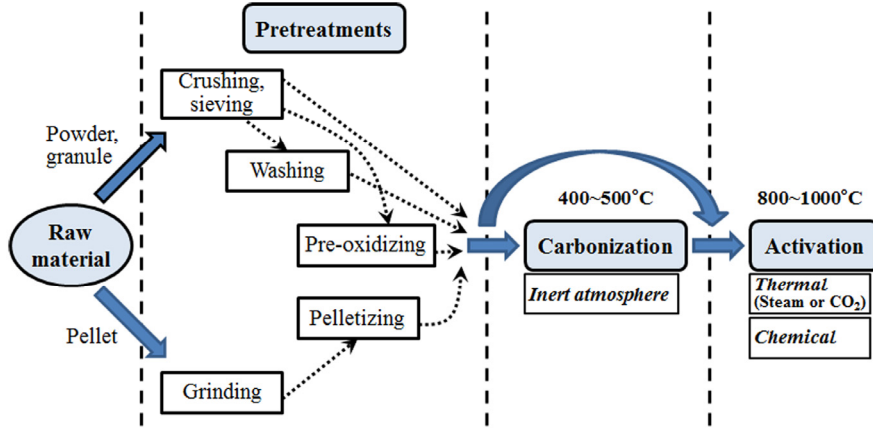 Pretreatments
Crushing,
sieving
Powder,
granule
Washing
400~500°C
800~1000°C
Raw
material
Pre-oxidizing
Carbonization
Activation
Inert atmosphere
Thermal
(Steam or CO₂)
Pelletizing
Chemical
Pellet
Grinding